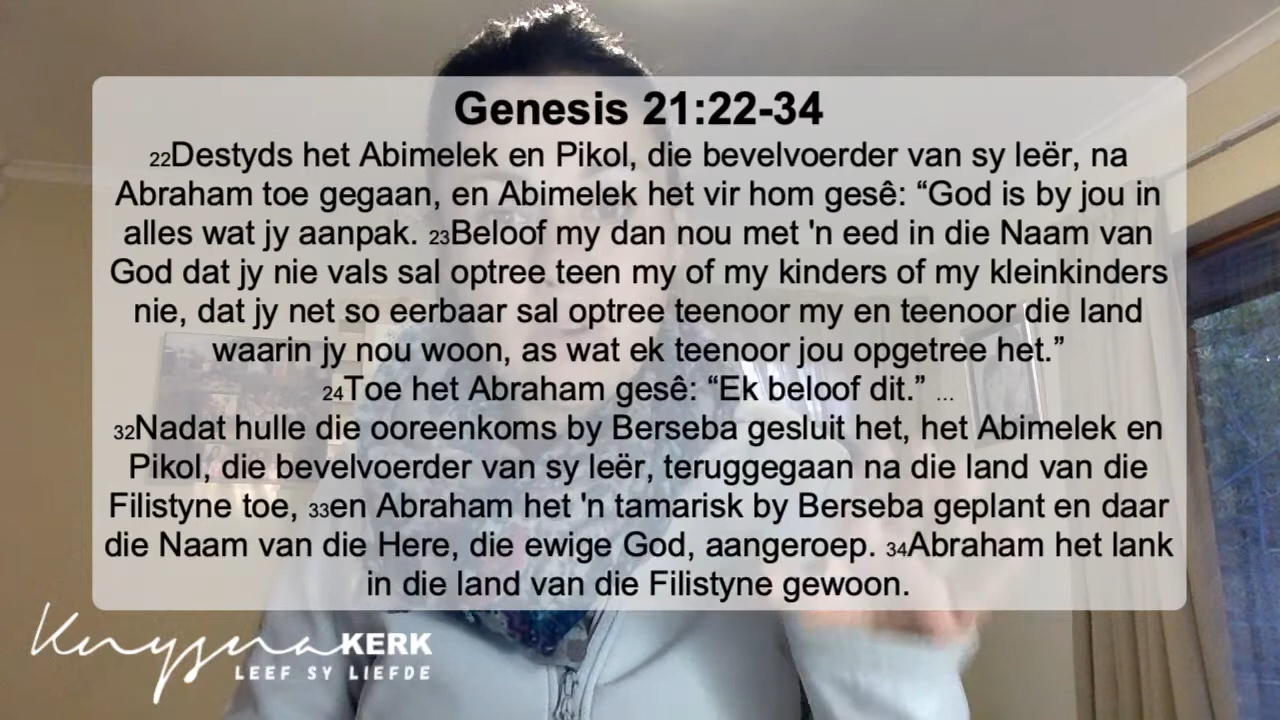 Genesis 21:22-34
22Destyds het Abimelek en Pikol, die bevelvoerder van sy leër, na
Abraham toe gegaan, en Abimelek het vir hom gesê: “God is by jou in
alles wat jy aanpak. 23Beloof my dan nou met 'n eed in die Naam van
God dat jy nie vals sal optree teen my of my kinders of my kleinkinders
nie, dat jy net so eerbaar sal optree teenoor my en teenoor die land
waarin jy nou woon, as wat ek teenoor jou opgetree het.”
24Toe het Abraham gesê: “Ek beloof dit.” ...
32Nadat hulle die ooreenkoms by Berseba gesluit het, het Abimelek en
Pikol, die bevelvoerder van sy leër, teruggegaan na die land van die
Filistyne toe, 33en Abraham het 'n tamarisk by Berseba geplant en daar
die Naam van die Here, die ewige God, aangeroep. 34Abraham het lank
in die land van die Filistyne gewoon.
Knysna KERK
LEEF SY LIEFDE